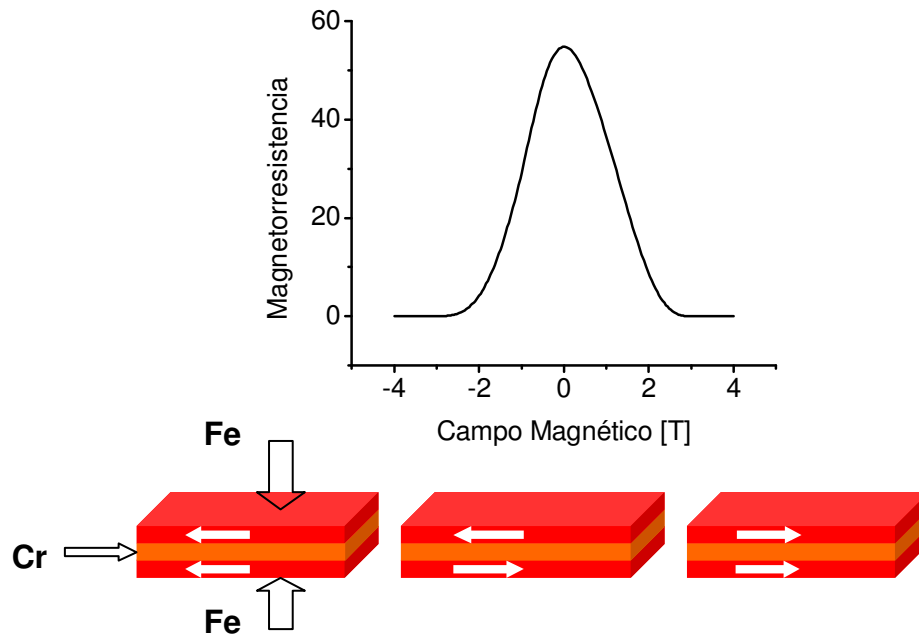 60
40
20
0
Magnetorresistencia
-4 -2 0 2 4
Campo Magnético [T]
Fe
Cr
Fe